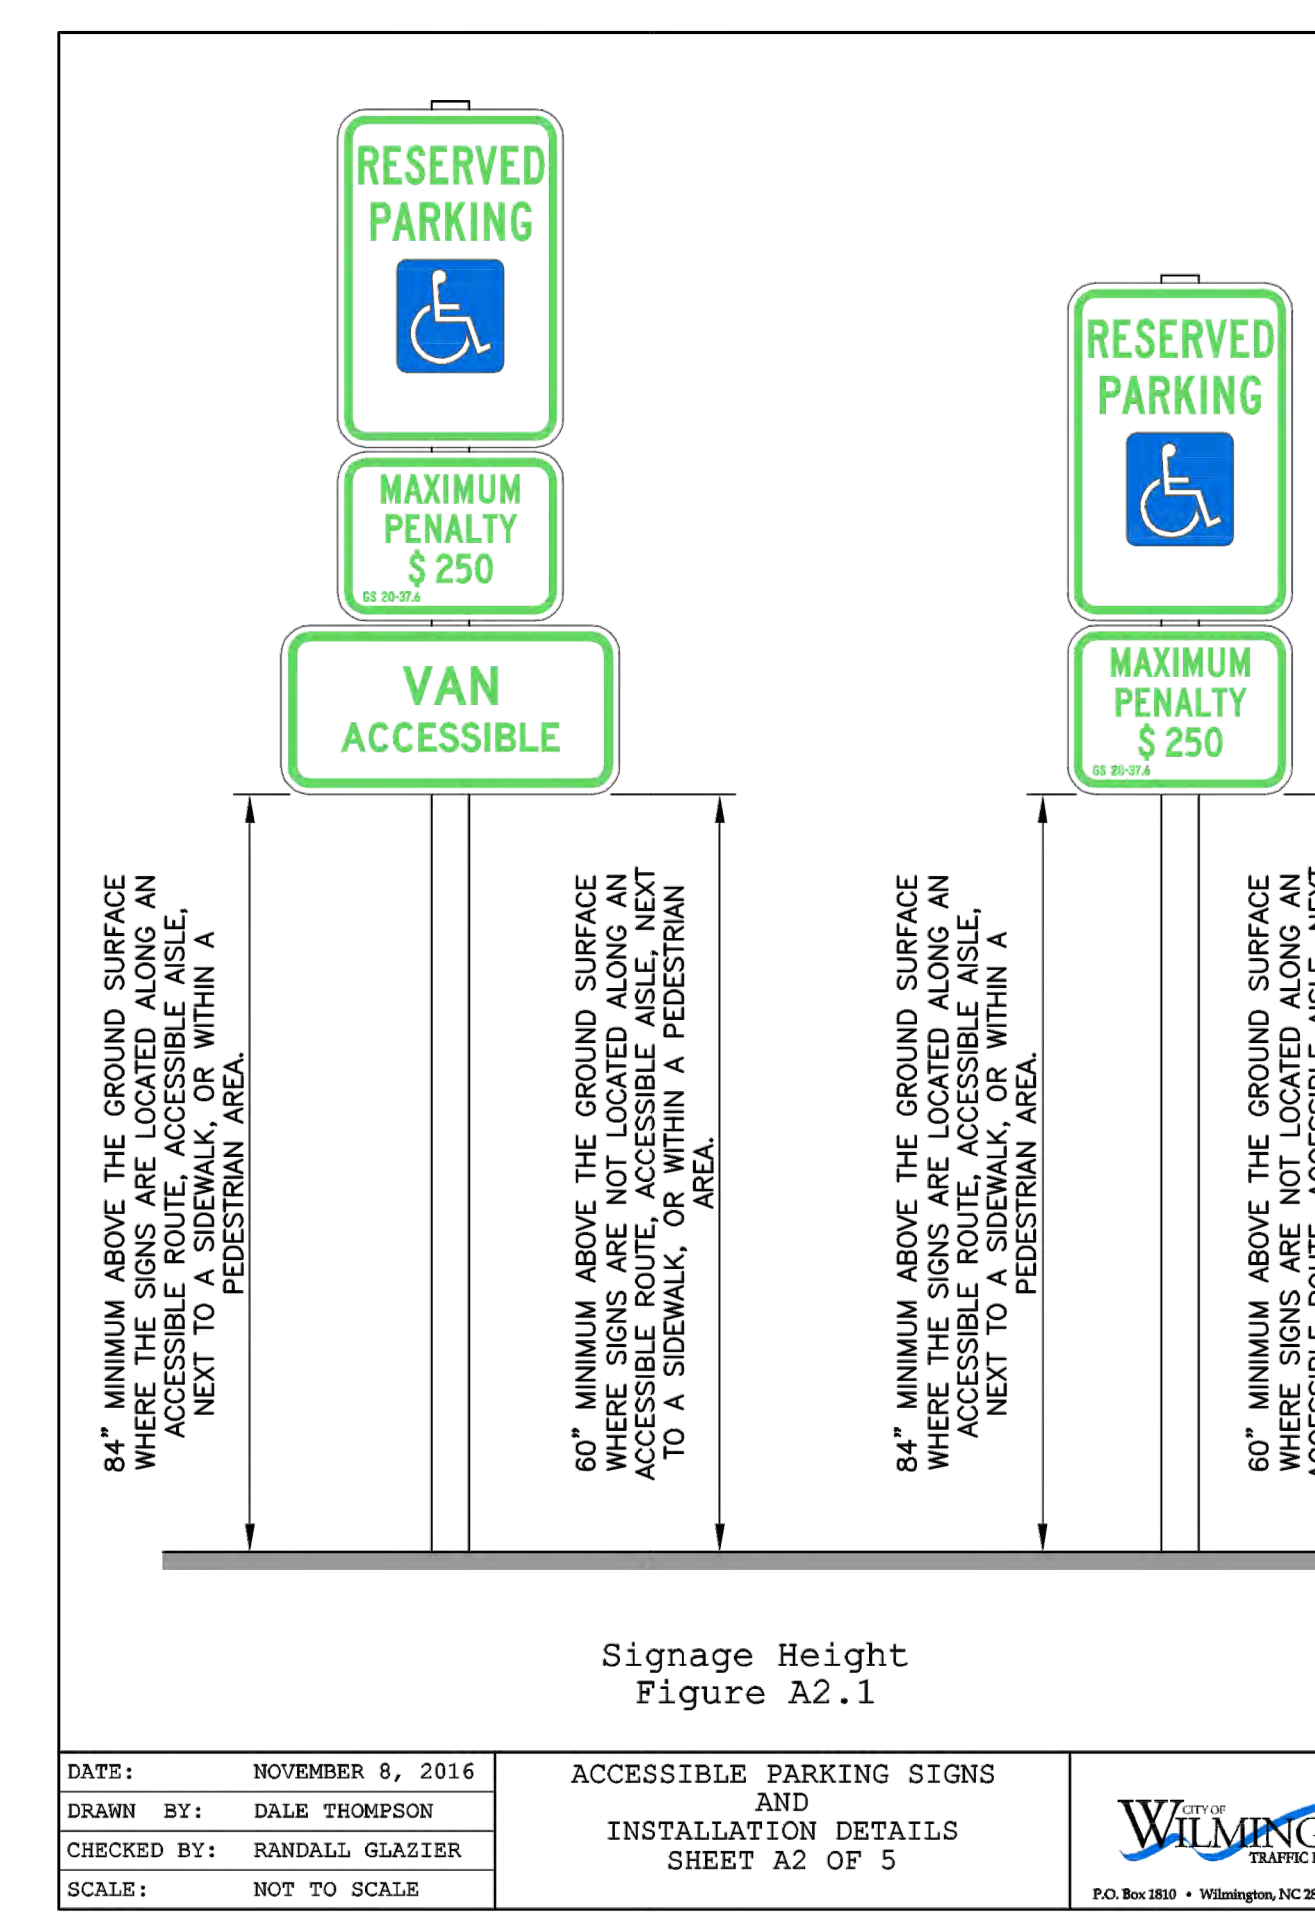 RESERVED
PARKING
MAXIMUM
PENALTY
$ 250
GS 20-37.6
VAN
ACCESSIBLE
RESERVED
PARKING
MAXIMUM
PENALTY
$ 250
GS 20-37.6
84" MINIMUM ABOVE THE GROUND SURFACE
WHERE THE SIGNS ARE LOCATED ALONG AN
ACCESSIBLE ROUTE, ACCESSIBLE AISLE,
NEXT TO A SIDEWALK, OR WITHIN A
PEDESTRIAN AREA.
60" MINIMUM ABOVE THE GROUND SURFACE
WHERE SIGNS ARE NOT LOCATED ALONG AN
ACCESSIBLE ROUTE, ACCESSIBLE AISLE, NEXT
TO A SIDEWALK, OR WITHIN A PEDESTRIAN
AREA.
84" MINIMUM ABOVE THE GROUND SURFACE
WHERE THE SIGNS ARE LOCATED ALONG AN
ACCESSIBLE ROUTE, ACCESSIBLE AISLE,
NEXT TO A SIDEWALK, OR WITHIN A
PEDESTRIAN AREA.
60" MINIMUM ABOVE THE GROUND SURFACE
WHERE SIGNS ARE NOT LOCATED ALONG AN
Signage Height
Figure A2.1
DATE: NOVEMBER 8, 2016
DRAWN BY: DALE THOMPSON
CHECKED BY: RANDALL GLAZIER
SCALE: NOT TO SCALE
ACCESSIBLE PARKING SIGNS
AND
INSTALLATION DETAILS
SHEET A2 OF 5
CITY OF
WILMING
TRAFFIC
P.O. Box 1810 • Wilmington, NC 28